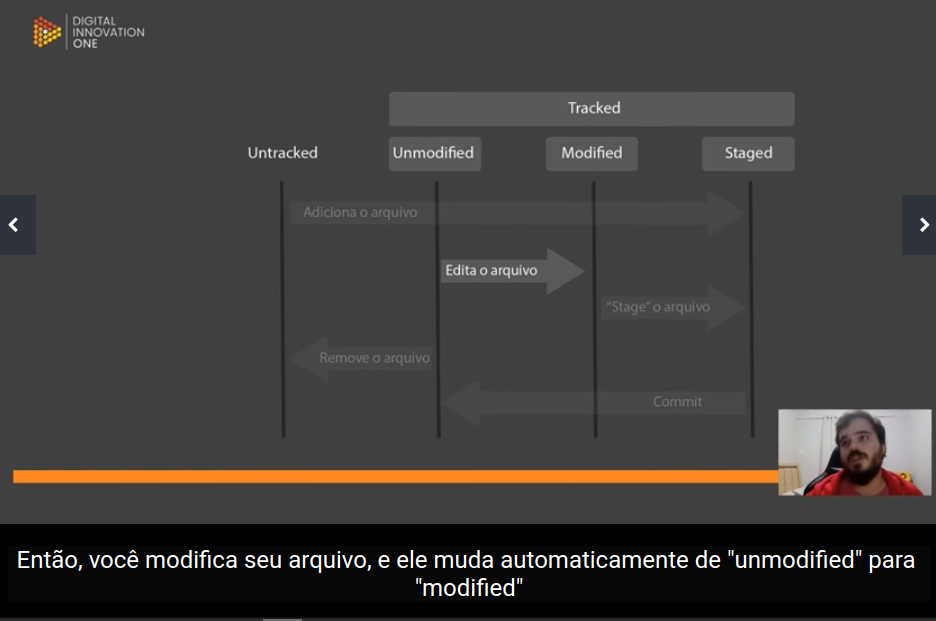 DIGITAL
INNOVATION
ONE
Tracked
Untracked
Unmodified
Modified
Staged
Adiciona o arquivo
Edita o arquivo
“Stage” o arquivo
Remove o arquivo
Commit
Então, você modifica seu arquivo, e ele muda automaticamente de "unmodified" para
"modified"